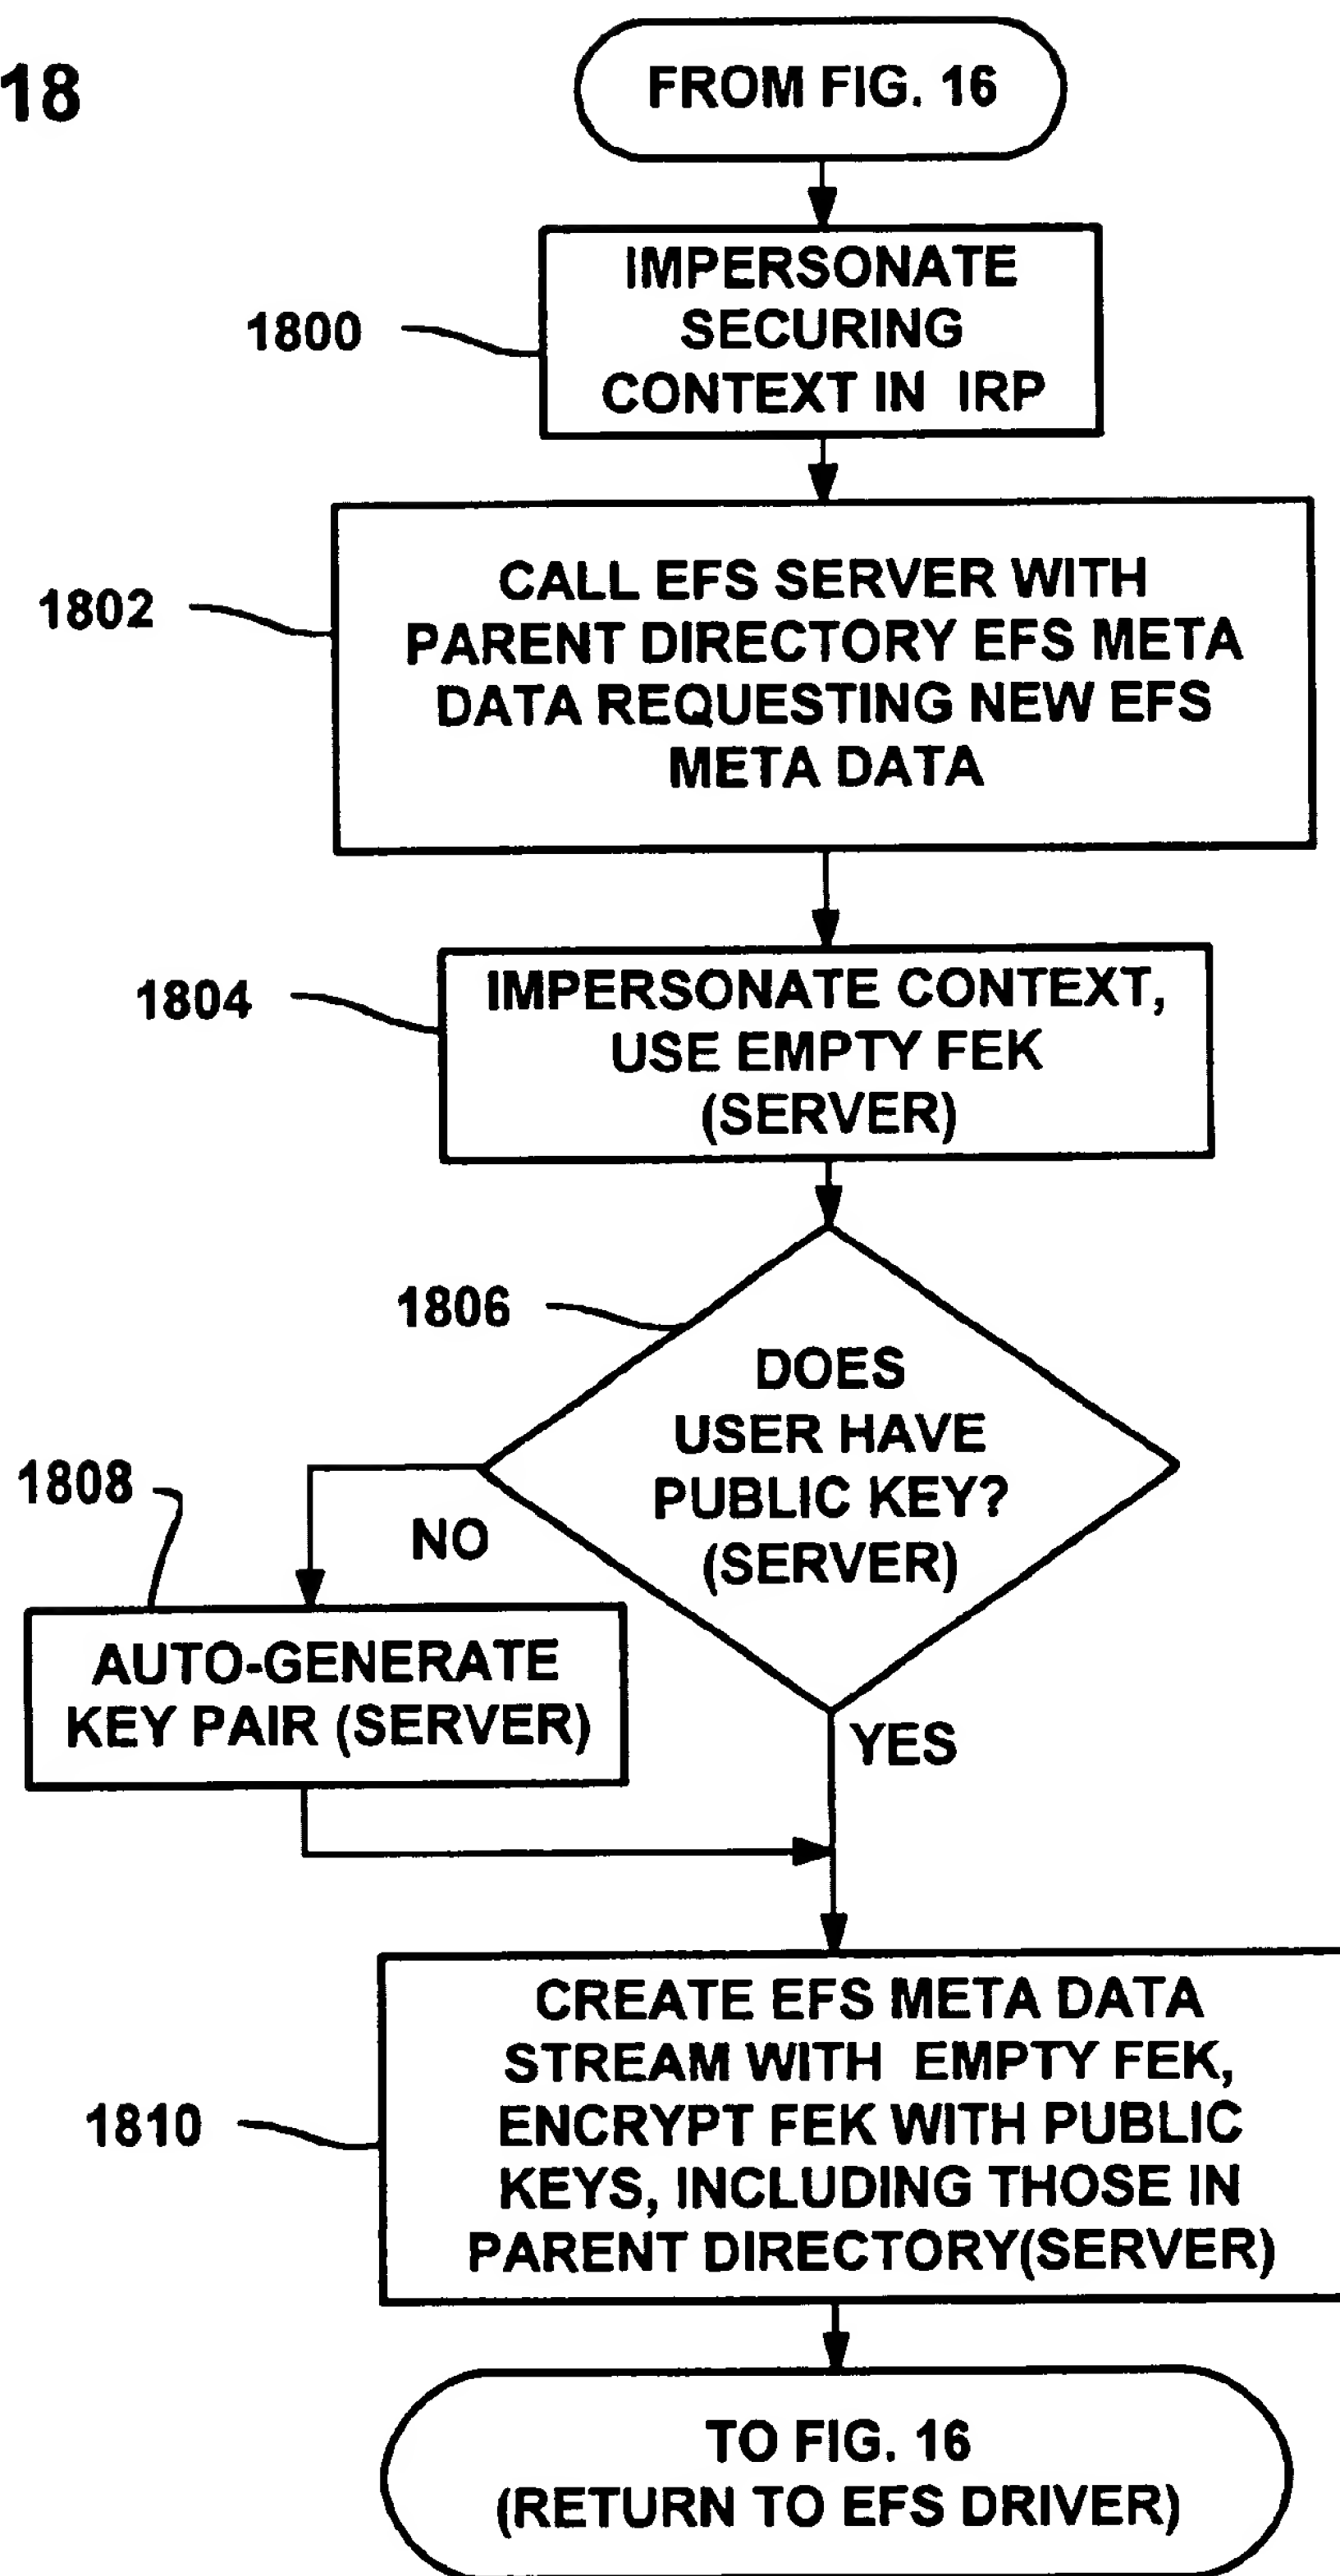 18
FROM FIG. 16
1800
IMPERSONATE
SECURING
CONTEXT IN IRP
1802
CALL EFS SERVER WITH
PARENT DIRECTORY EFS META
DATA REQUESTING NEW EFS
META DATA
1804
IMPERSONATE CONTEXT,
USE EMPTY FEK
(SERVER)
1806
DOES
USER HAVE
PUBLIC KEY?
(SERVER)
1808
NO
AUTO-GENERATE
KEY PAIR (SERVER)
YES
1810
CREATE EFS META DATA
STREAM WITH EMPTY FEK,
ENCRYPT FEK WITH PUBLIC
KEYS, INCLUDING THOSE IN
PARENT DIRECTORY(SERVER)
TO FIG. 16
(RETURN TO EFS DRIVER)